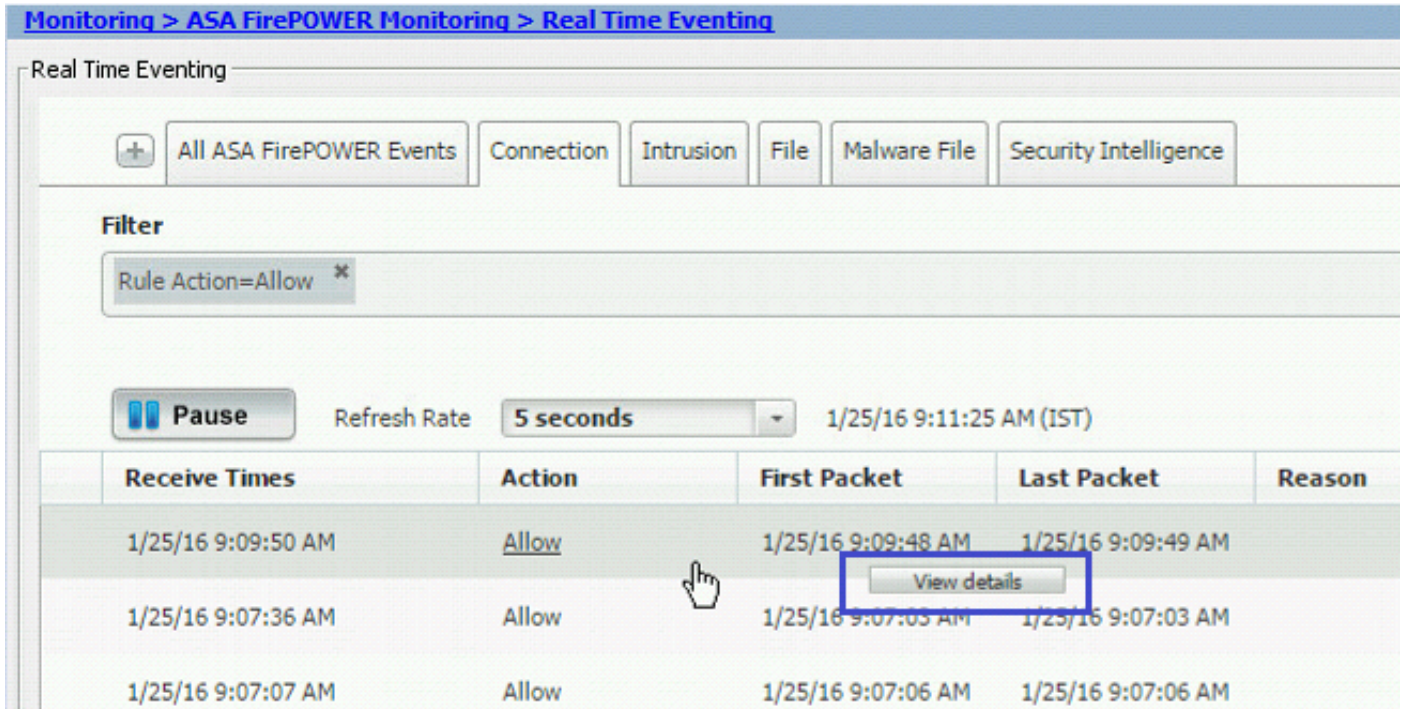 Monitoring > ASA FirePOWER Monitoring > Real Time Eventing
Real Time Eventing
All ASA FirePOWER Events Connection Intrusion File Malware File Security Intelligence
Filter
Rule Action=Allow
Pause Refresh Rate 5 seconds 1/25/16 9:11:25 AM (IST)
Receive Times Action First Packet Last Packet Reason
1/25/16 9:09:50 AM Allow 1/25/16 9:09:48 AM 1/25/16 9:09:49 AM
View details
1/25/16 9:07:36 AM Allow 1/25/16 9:07:03 AM 1/25/16 9:07:03 AM
1/25/16 9:07:07 AM Allow 1/25/16 9:07:06 AM 1/25/16 9:07:06 AM